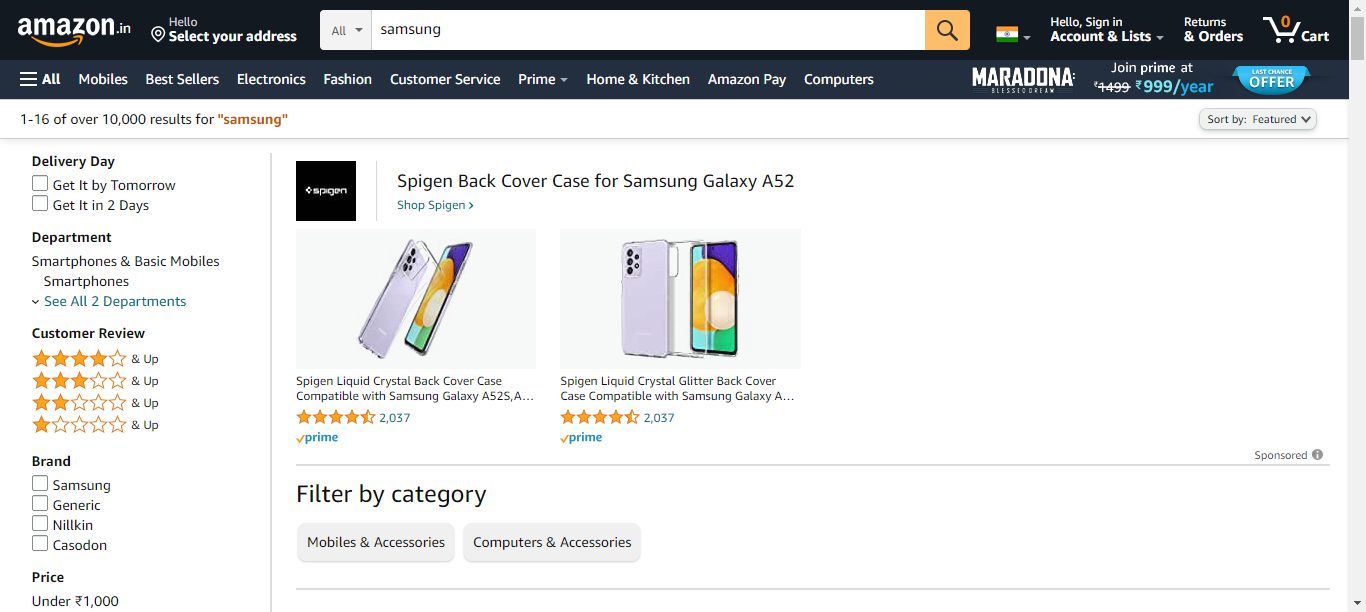 amazon.in
Hello
Select your address
All
samsung
Hello, Sign in
Account & Lists
Returns
& Orders
0
Cart
All
Mobiles
Best Sellers
Electronics
Fashion
Customer Service
Prime
Home & Kitchen
Amazon Pay
Computers
MARADONA:
BLESSED DREAM
Join prime at
₹1499 ₹999/year
LAST CHANCE
OFFER
1-16 of over 10,000 results for "samsung"
Sort by: Featured
Delivery Day
Get It by Tomorrow
Get It in 2 Days
Department
Smartphones & Basic Mobiles
Smartphones
See All 2 Departments
Customer Review
& Up
& Up
& Up
& Up
Brand
Samsung
Generic
Nillkin
Casodon
Price
Under ₹1,000
spigen
Spigen Back Cover Case for Samsung Galaxy A52
Shop Spigen ›
Spigen Liquid Crystal Back Cover Case
Compatible with Samsung Galaxy A52S,A…
2,037
prime
Spigen Liquid Crystal Glitter Back Cover
Case Compatible with Samsung Galaxy A…
2,037
prime
Sponsored
Filter by category
Mobiles & Accessories
Computers & Accessories